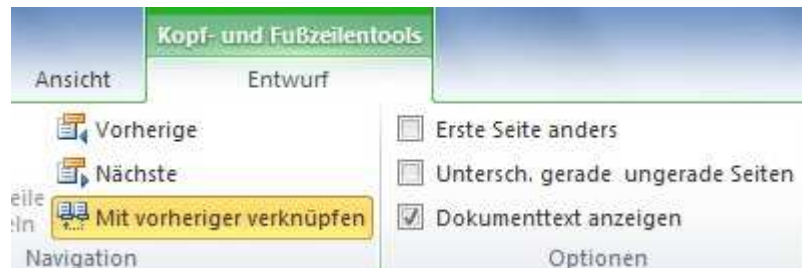 Kopf- und Fußzeilentools
Ansicht Entwurf
Vorherige Erste Seite anders
Nächste Untersch. gerade ungerade Seiten
Mit vorheriger verknüpfen Dokumenttext anzeigen
Navigation Optionen